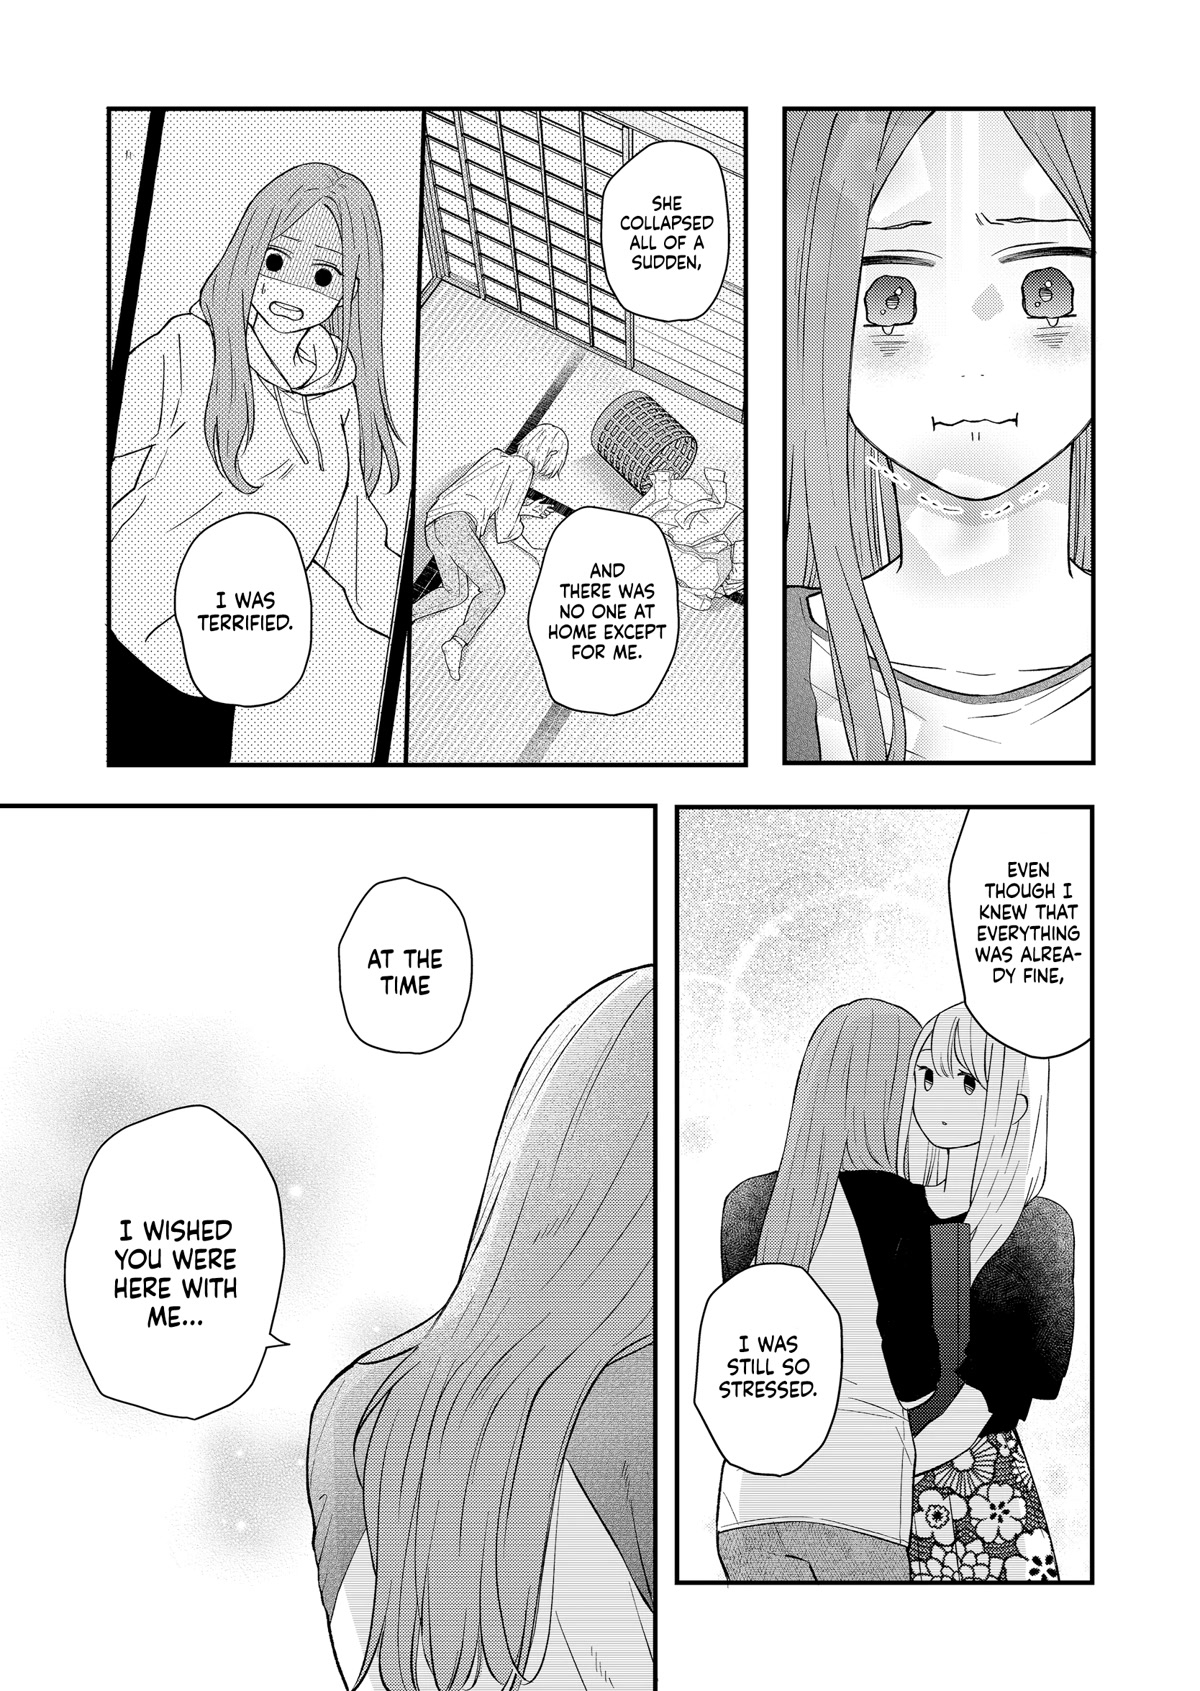 SHE
COLLAPSED
ALL OF A
SUDDEN,
AND
THERE WAS
NO ONE AT
HOME EXCEPT
FOR ME.
I WAS
TERRIFIED.
EVEN
THOUGH I
KNEW THAT
EVERYTHING
WAS ALREA-
DY FINE,
I WAS
STILL SO
STRESSED.
AT THE
TIME
I WISHED
YOU WERE
HERE WITH
ME...